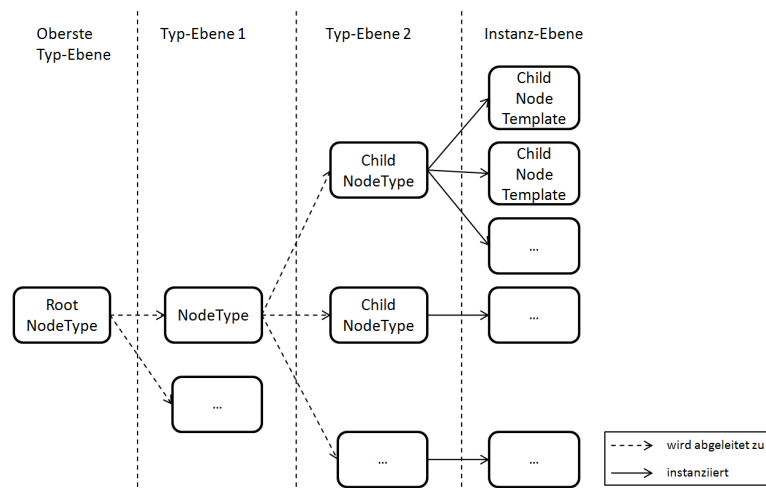 Oberste
Typ-Ebene
Typ-Ebene 1
Typ-Ebene 2
Instanz-Ebene
Child
Node
Template
Child
NodeType
Child
Node
Template
...
Root
NodeType
NodeType
Child
NodeType
...
...
...
...
wird abgeleitet zu
instanziiert